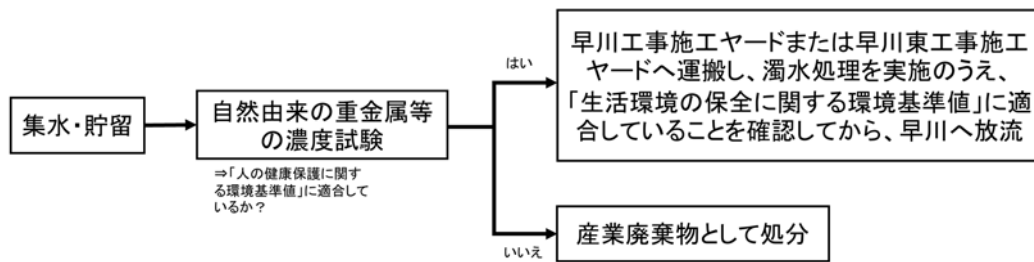 集水・貯留
自然由来の重金属等
の濃度試験
⇒「人の健康保護に関す
る環境基準値」に適合して
いるか？
はい
早川工事施工ヤードまたは早川東工事施工
ヤードへ運搬し、濁水処理を実施のうえ、
「生活環境の保全に関する環境基準値」に適
合していることを確認してから、早川へ放流
いいえ
産業廃棄物として処分